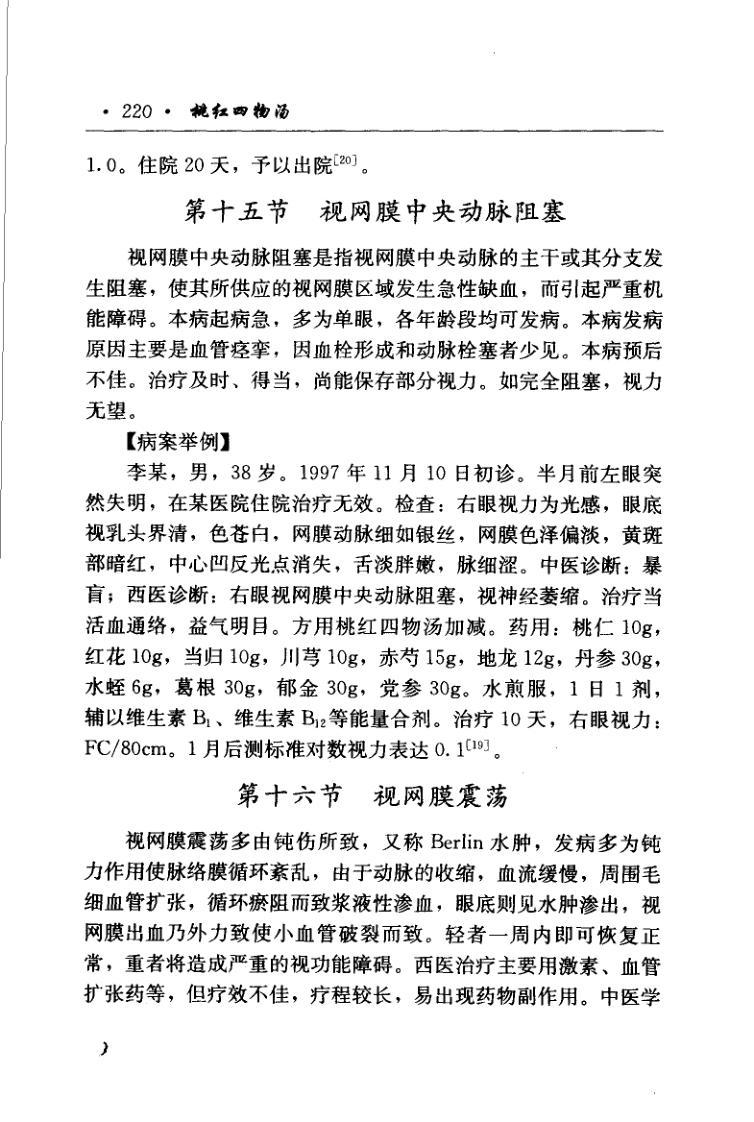 · 220 · 桃红四物汤
1.0。住院 20 天，予以出院[20]。
第十五节　视网膜中央动脉阻塞
视网膜中央动脉阻塞是指视网膜中央动脉的主干或其分支发
生阻塞，使其所供应的视网膜区域发生急性缺血，而引起严重机
能障碍。本病起病急，多为单眼，各年龄段均可发病。本病发病
原因主要是血管痉挛，因血栓形成和动脉栓塞者少见。本病预后
不佳。治疗及时、得当，尚能保存部分视力。如完全阻塞，视力
无望。
【病案举例】
李某，男，38 岁。1997 年 11 月 10 日初诊。半月前左眼突
然失明，在某医院住院治疗无效。检查：右眼视力为光感，眼底
视乳头界清，色苍白，网膜动脉细如银丝，网膜色泽偏淡，黄斑
部暗红，中心凹反光点消失，舌淡胖嫩，脉细涩。中医诊断：暴
盲；西医诊断：右眼视网膜中央动脉阻塞，视神经萎缩。治疗当
活血通络，益气明目。方用桃红四物汤加减。药用：桃仁 10g，
红花 10g，当归 10g，川芎 10g，赤芍 15g，地龙 12g，丹参 30g，
水蛭 6g，葛根 30g，郁金 30g，党参 30g。水煎服，1 日 1 剂，
辅以维生素 B₁、维生素 B₁₂等能量合剂。治疗 10 天，右眼视力：
FC/80cm。1 月后测标准对数视力表达 0.1[19]。
第十六节　视网膜震荡
视网膜震荡多由钝伤所致，又称 Berlin 水肿，发病多为钝
力作用使脉络膜循环紊乱，由于动脉的收缩，血流缓慢，周围毛
细血管扩张，循环瘀阻而致浆液性渗血，眼底则见水肿渗出，视
网膜出血乃外力致使小血管破裂而致。轻者一周内即可恢复正
常，重者将造成严重的视功能障碍。西医治疗主要用激素、血管
扩张药等，但疗效不佳，疗程较长，易出现药物副作用。中医学